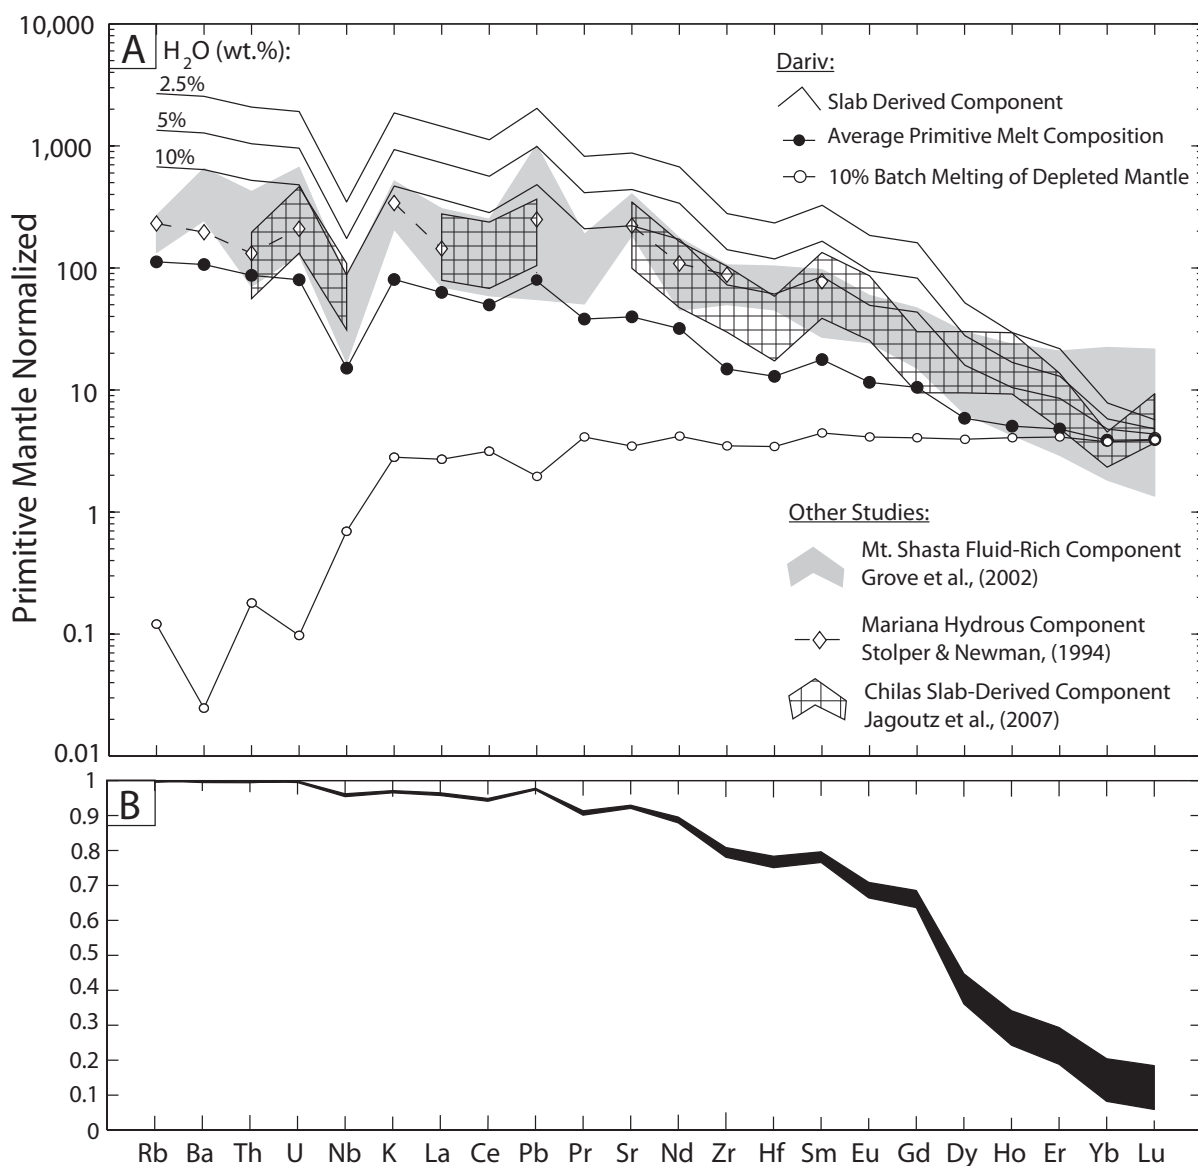 10,000
1,000
100
10
1
0.1
0.01
Primitive Mantle Normalized
A
H2O (wt.%):
2.5%
5%
10%
Dariv:
Slab Derived Component
Average Primitive Melt Composition
10% Batch Melting of Depleted Mantle
Other Studies:
Mt. Shasta Fluid-Rich Component
Grove et al., (2002)
Mariana Hydrous Component
Stolper & Newman, (1994)
Chilas Slab-Derived Component
Jagoutz et al., (2007)
B
1
0.9
0.8
0.7
0.6
0.5
0.4
0.3
0.2
0.1
0
Rb Ba Th U Nb K La Ce Pb Pr Sr Nd Zr Hf Sm Eu Gd Dy Ho Er Yb Lu